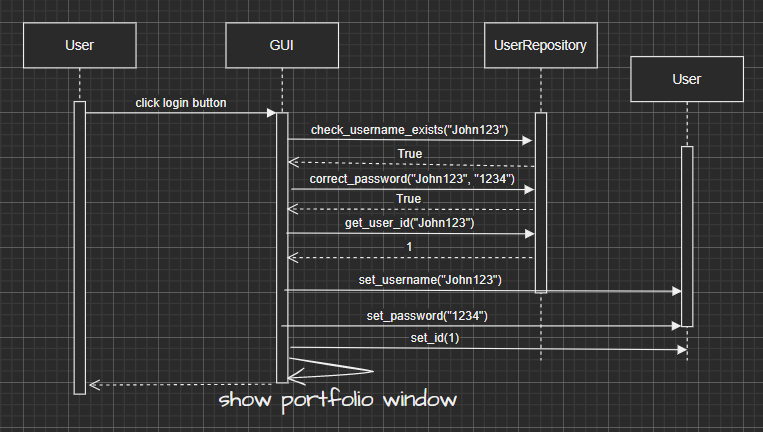 User
GUI
UserRepository
User
click login button
check_username_exists("John123")
True
correct_password("John123", "1234")
True
get_user_id("John123")
1
set_username("John123")
set_password("1234")
set_id(1)
show portfolio window